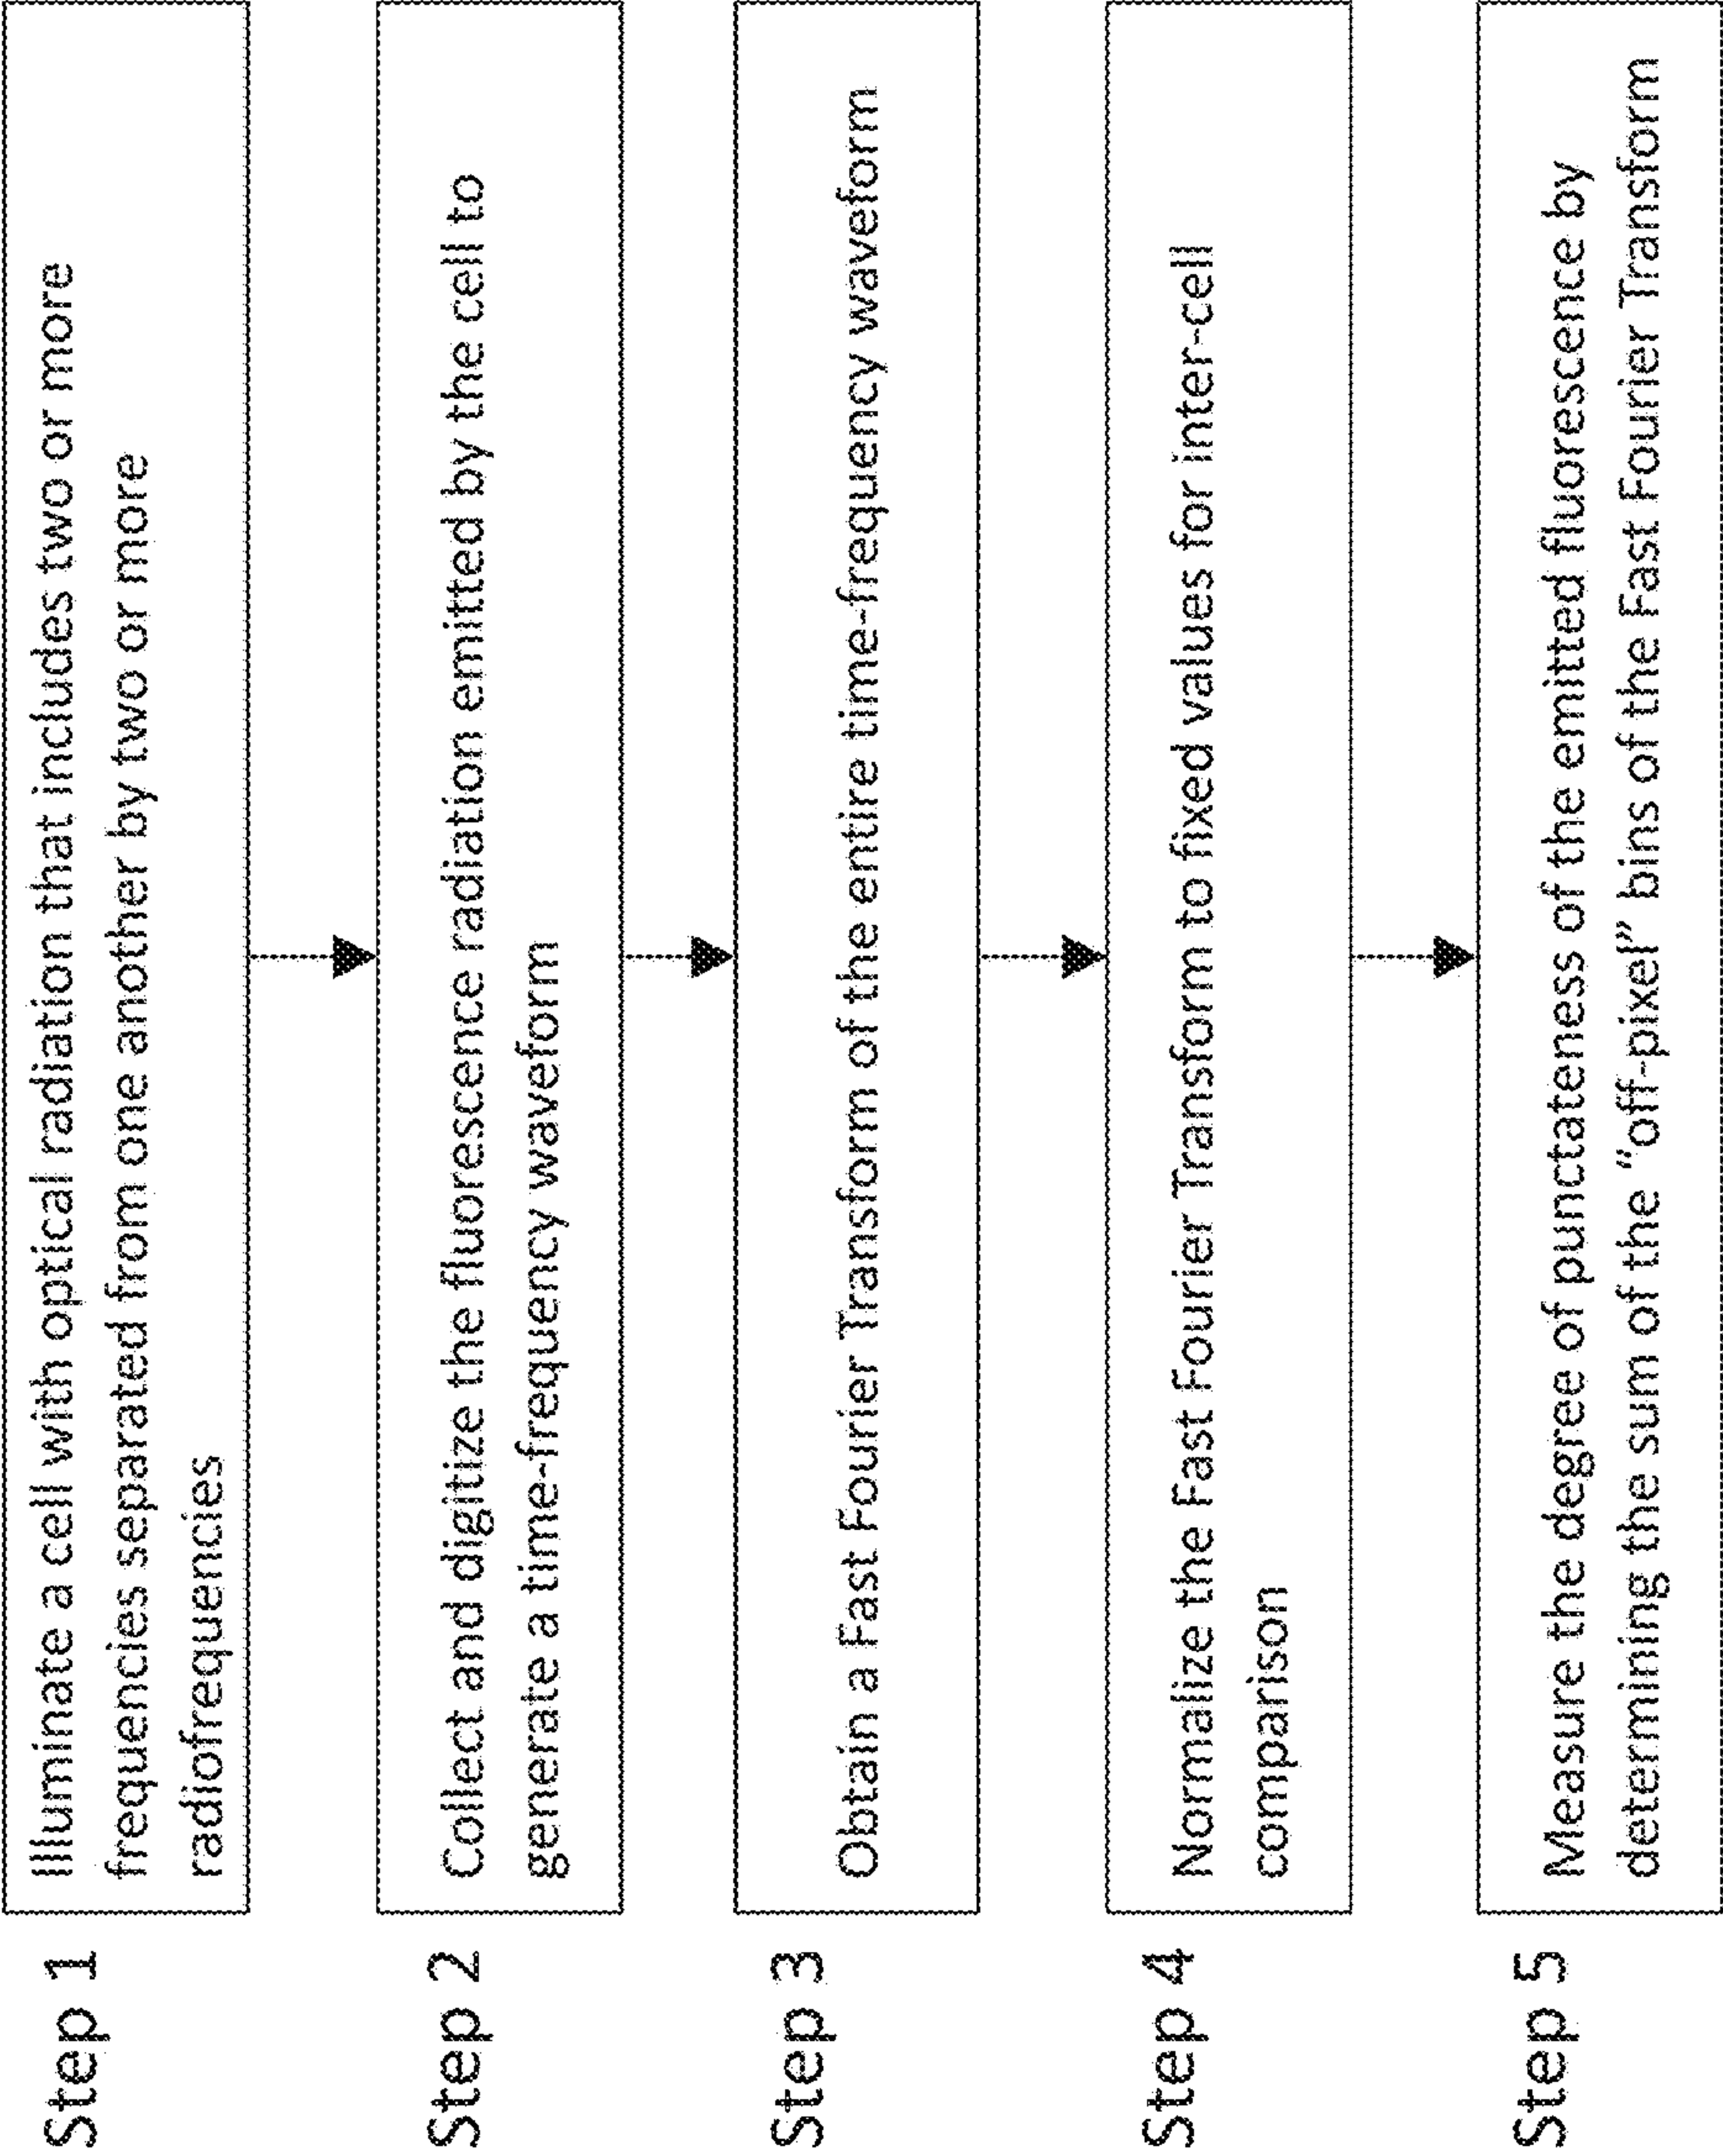 Step 1
Illuminate a cell with optical radiation that includes two or more
frequencies separated from one another by two or more
radiofrequencies
Step 2
Collect and digitize the fluorescence radiation emitted by the cell to
generate a time-frequency waveform
Step 3
Obtain a Fast Fourier Transform of the entire time-frequency waveform
Step 4
Normalize the Fast Fourier Transform to fixed values for inter-cell
comparison
Step 5
Measure the degree of punctateness of the emitted fluorescence by
determining the sum of the “off-pixel” bins of the Fast Fourier Transform